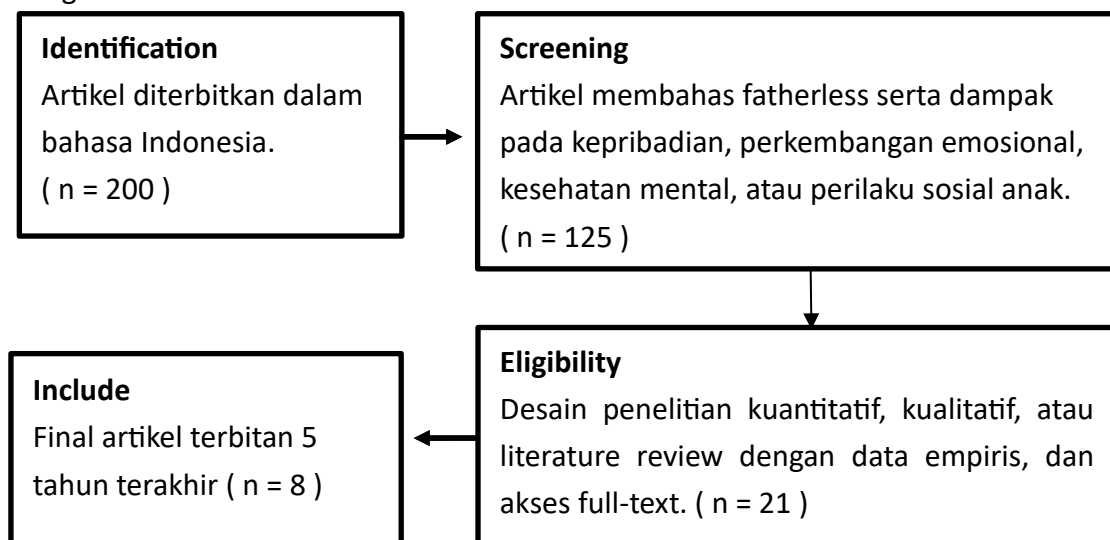 Identification
Artikel diterbitkan dalam
bahasa Indonesia.
( n = 200 )
Screening
Artikel membahas fatherless serta dampak
pada kepribadian, perkembangan emosional,
kesehatan mental, atau perilaku sosial anak.
( n = 125 )
Eligibility
Desain penelitian kuantitatif, kualitatif, atau
literature review dengan data empiris, dan
akses full-text. ( n = 21 )
Include
Final artikel terbitan 5
tahun terakhir ( n = 8 )